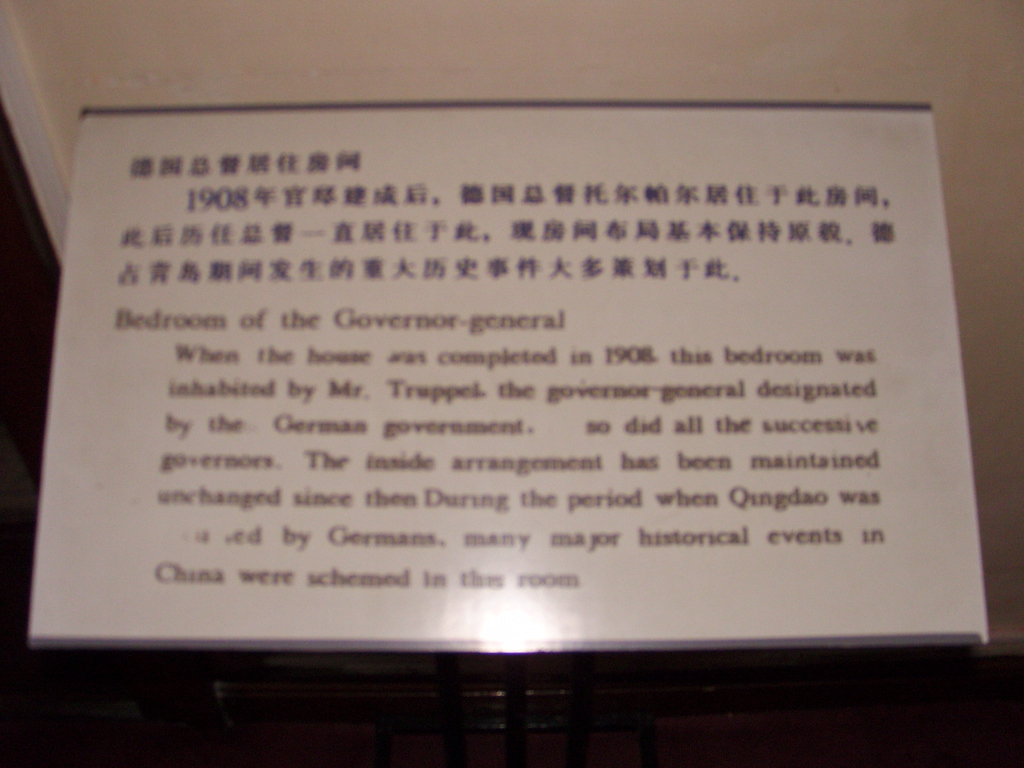 德国总督居住房间
1908年官邸建成后，德国总督托尔帕尔居住于此房间，
此后历任总督一直居住于此，现房间布局基本保持原貌。德
占青岛期间发生的重大历史事件大多策划于此。
Bedroom of the Governor-general
When the house was completed in 1908, this bedroom was
inhabited by Mr. Truppel, the governor-general designated
by the German government, so did all the successive
governors. The inside arrangement has been maintained
unchanged since then During the period when Qingdao was
by Germans, many major historical events in
China were schemed in this room